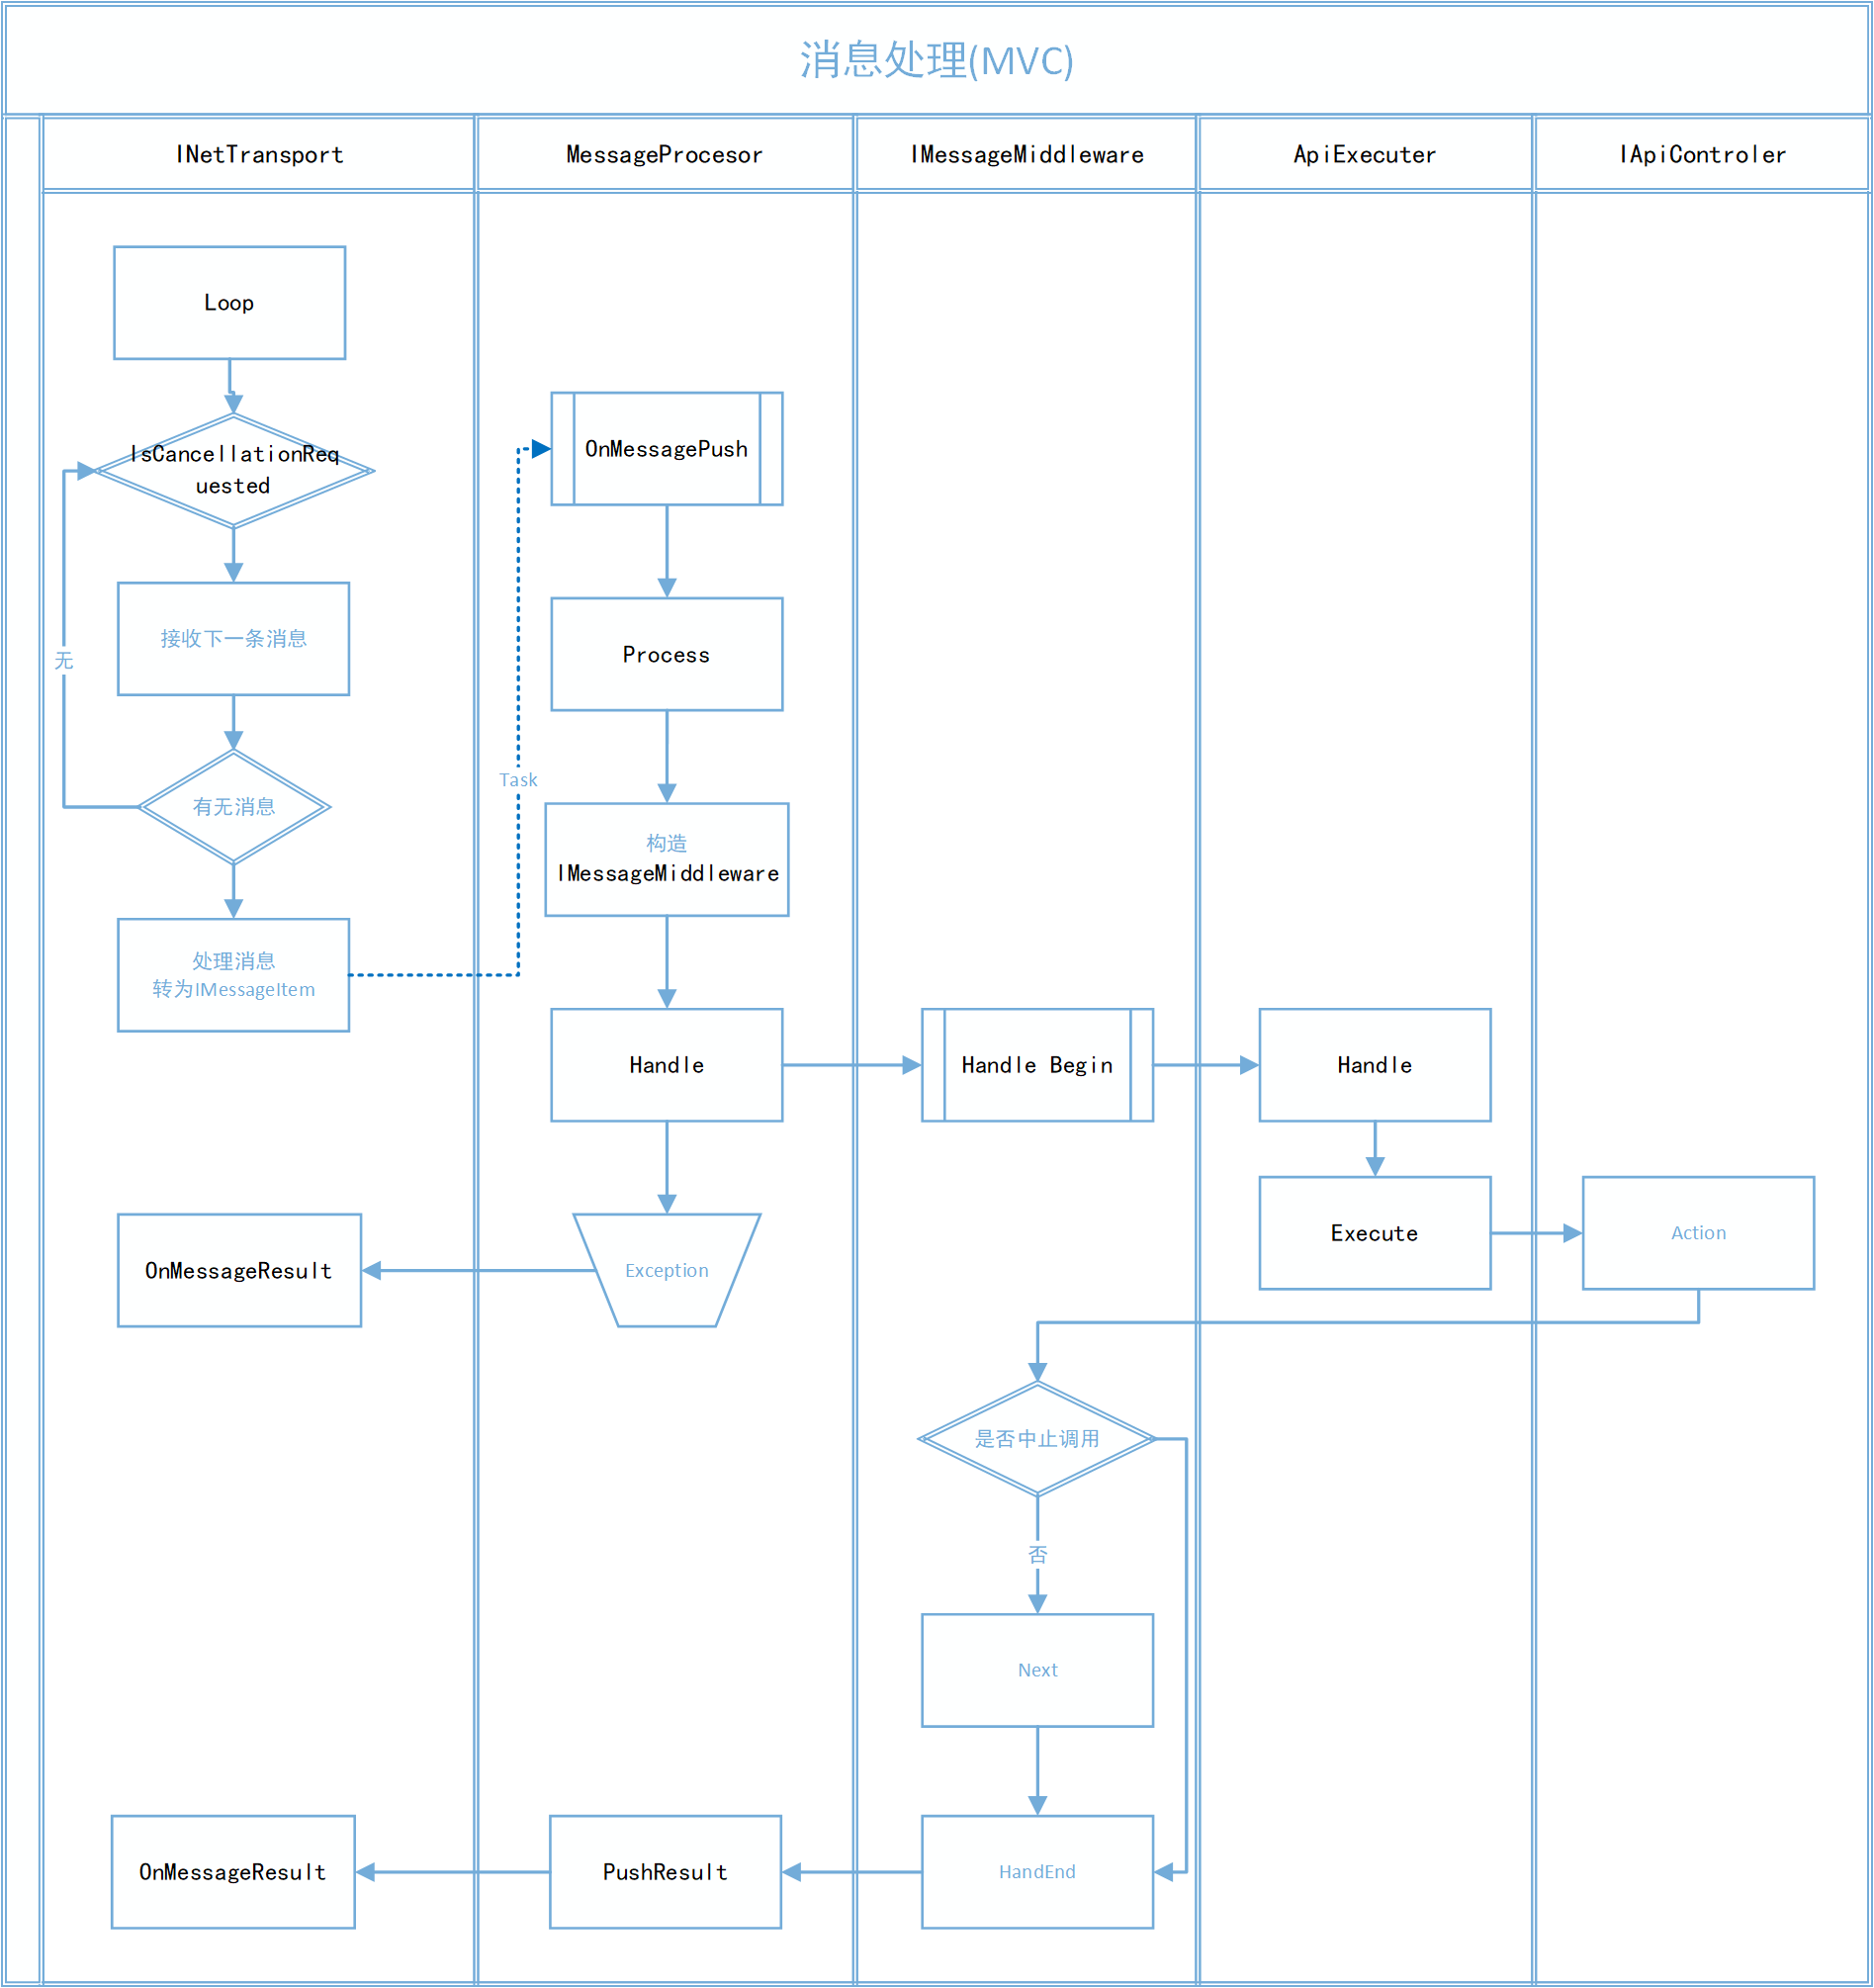 消息处理(MVC)
INetTransport
MessageProcesor
IMessageMiddleware
ApiExecuter
IApiControler
Loop
IsCancellationReq
uested
接收下一条消息
无
有无消息
处理消息
转为IMessageItem
Task
OnMessagePush
Process
构造
IMessageMiddleware
Handle
Handle Begin
Handle
Execute
Action
Exception
OnMessageResult
是否中止调用
否
Next
HandEnd
PushResult
OnMessageResult